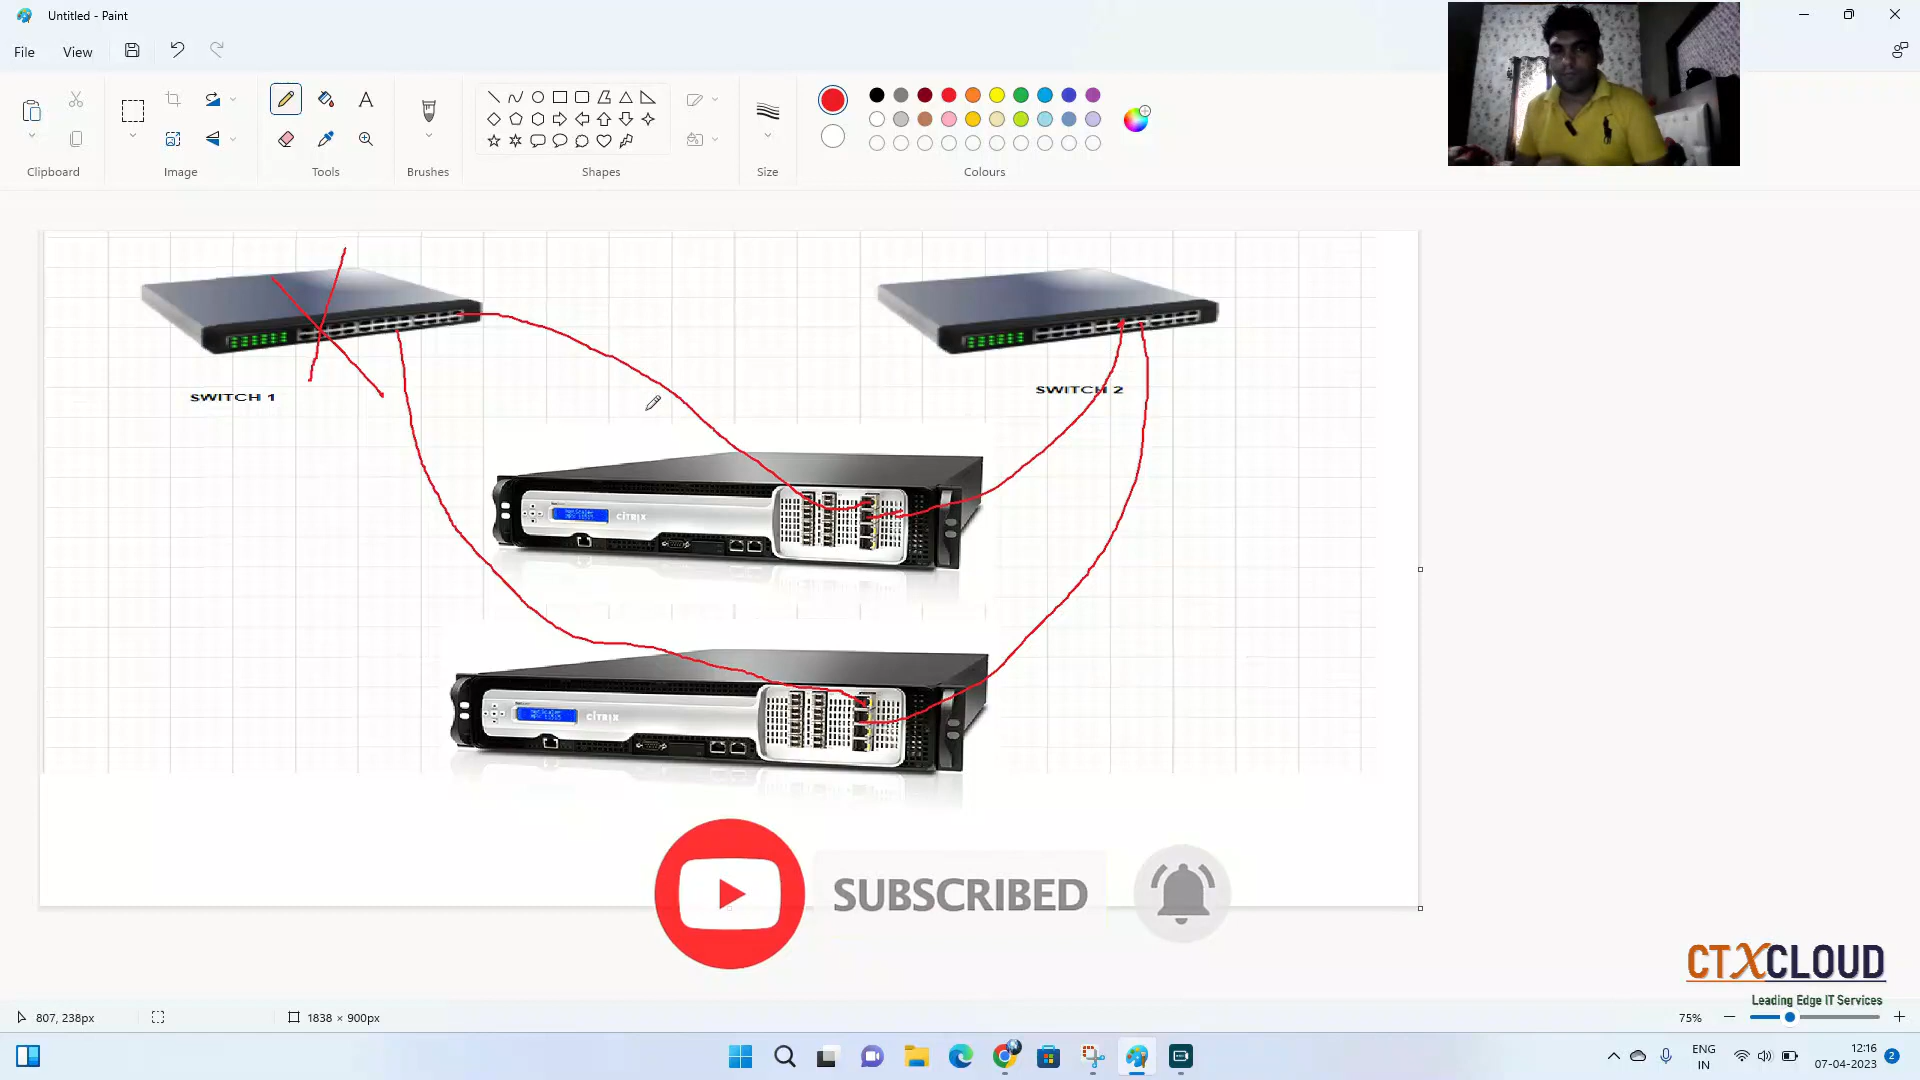 Untitled - Paint
File
View
Clipboard
Image
Tools
Brushes
Shapes
Size
Colours
SWITCH 1
SWITCH 2
CITRIX
CITRIX
SUBSCRIBED
CTXCLOUD
Leading Edge IT Services
807, 238px
1838 × 900px
75%
ENG
IN
12:16
07-04-2023
2